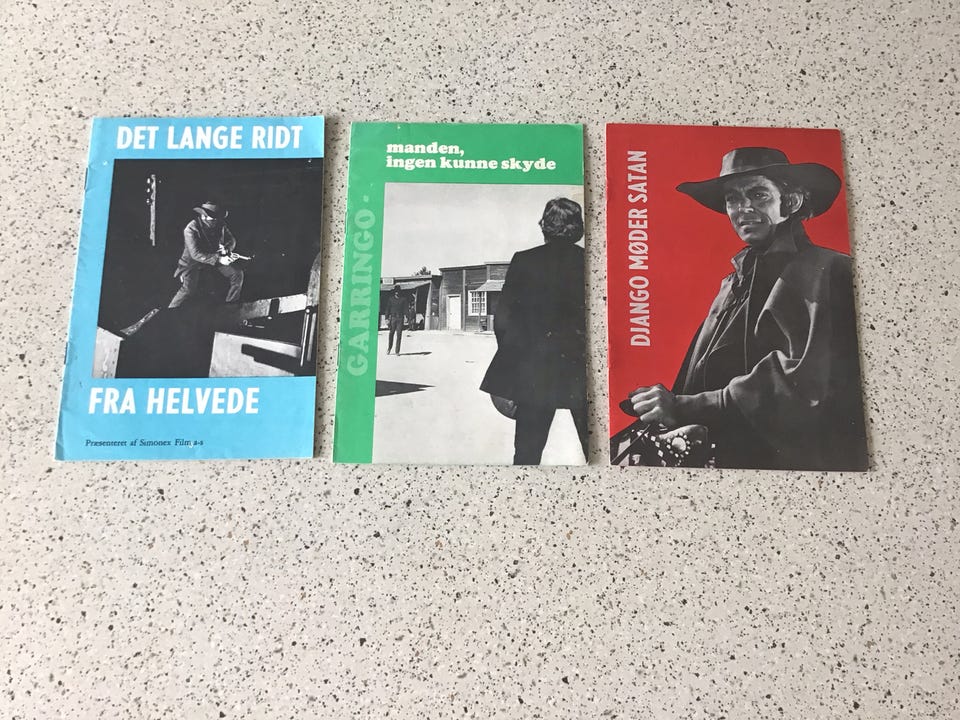 DET LANGE RIDT
FRA HELVEDE
Præsenteret af Simonex Film a-s
manden,
ingen kunne skyde
GARRINGO -
DJANGO MØDER SATAN